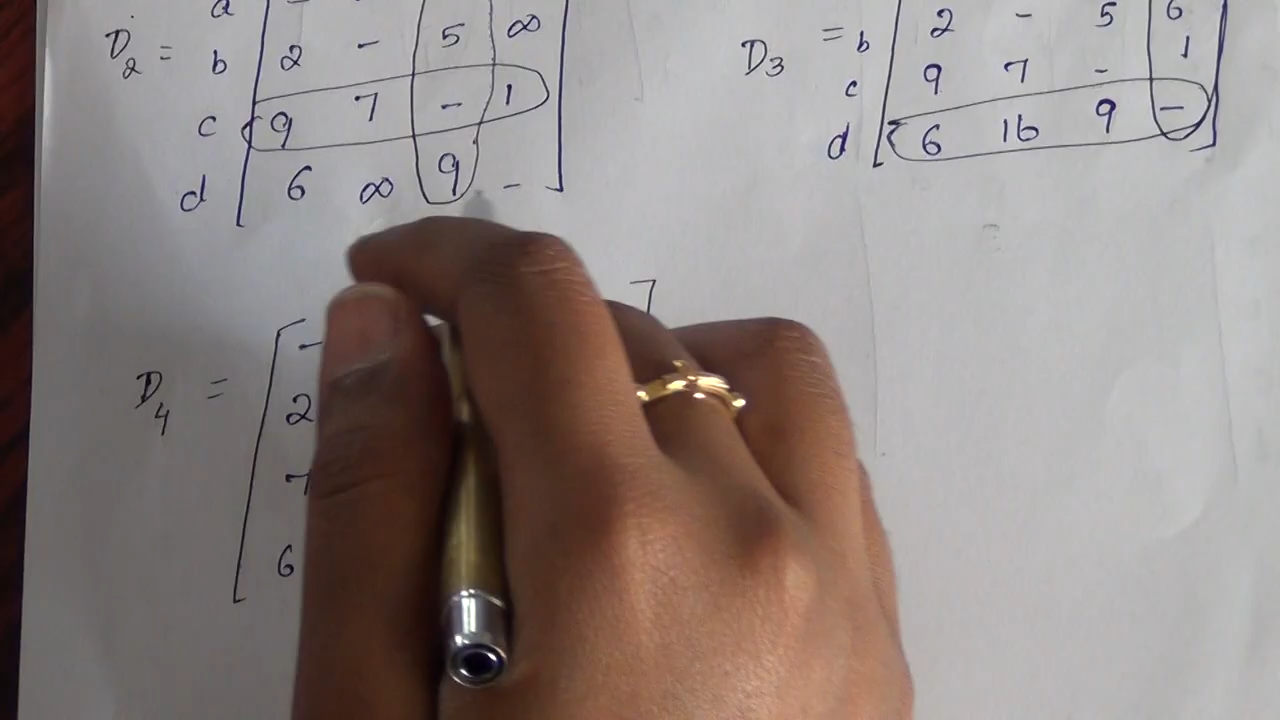 a -
D2 = b 2 - 5 ∞
c 9 7 - 1
d 6 ∞ 9 -
2 - 5 6
D3 = b 9 7 - 1
c
d 6 16 9 -
-
D4 = 2
7
6